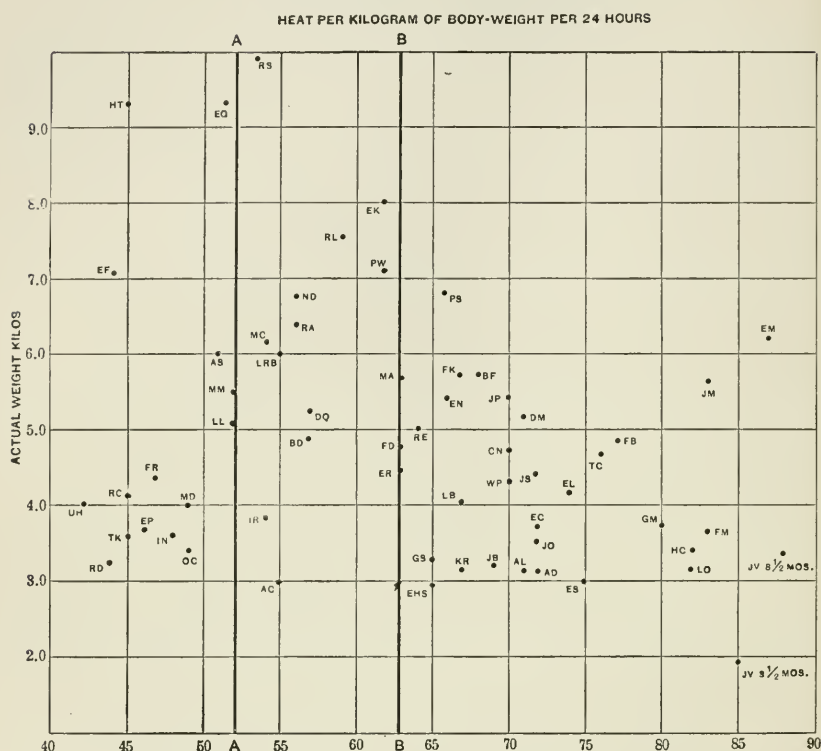 HEAT PER KILOGRAM OF BODY-WEIGHT PER 24 HOURS
A B
RS
HT
EQ
9.0
EK
8.0
RL
PW
EF
7.0
ND
PS
RA
MC
EM
AS
LRB
6.0
MA
FK
BF
JM
MM
EN
JP
DQ
DM
LL
RE
5.0
BD
FD
CN
FB
TC
FR
ER
JS
WP
EL
RC
MD
LB
UH
4.0
EP
IR
EC
GM
FM
TK
IN
JO
OC
GS
HC
JV 8 1/2 MOS.
RD
KR
JB
AL
AD
LO
3.0
AC
EHS
ES
2.0
JV 3 1/2 MOS.
ACTUAL WEIGHT KILOS
40 45 50 A 55 60 B 65 70 75 80 85 90